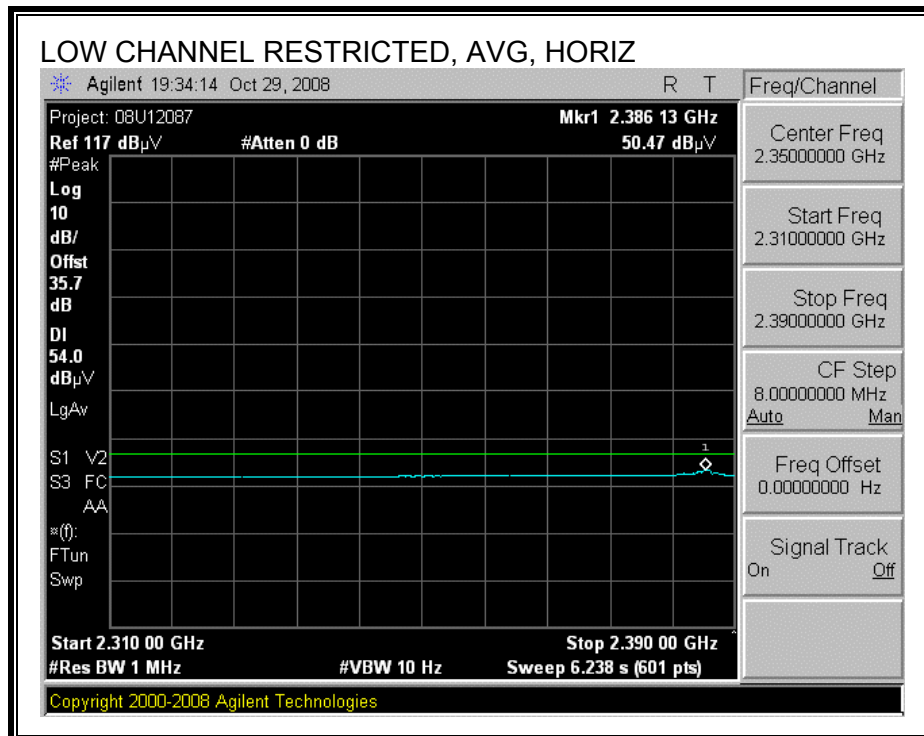 LOW CHANNEL RESTRICTED, AVG, HORIZ
Agilent 19:34:14 Oct 29, 2008 R T
Freq/Channel
Project: 08U12087 Mkr1 2.386 13 GHz
Ref 117 dBµV #Atten 0 dB 50.47 dBµV
#Peak
Log
10
dB/
Offst
35.7
dB
DI
54.0
dBµV
LgAv
S1 V2
S3 FC
AA
¤(f):
FTun
Swp
1
Start 2.310 00 GHz Stop 2.390 00 GHz
#Res BW 1 MHz #VBW 10 Hz Sweep 6.238 s (601 pts)
Center Freq
2.35000000 GHz
Start Freq
2.31000000 GHz
Stop Freq
2.39000000 GHz
CF Step
8.00000000 MHz
Auto Man
Freq Offset
0.00000000 Hz
Signal Track
On Off
Copyright 2000-2008 Agilent Technologies